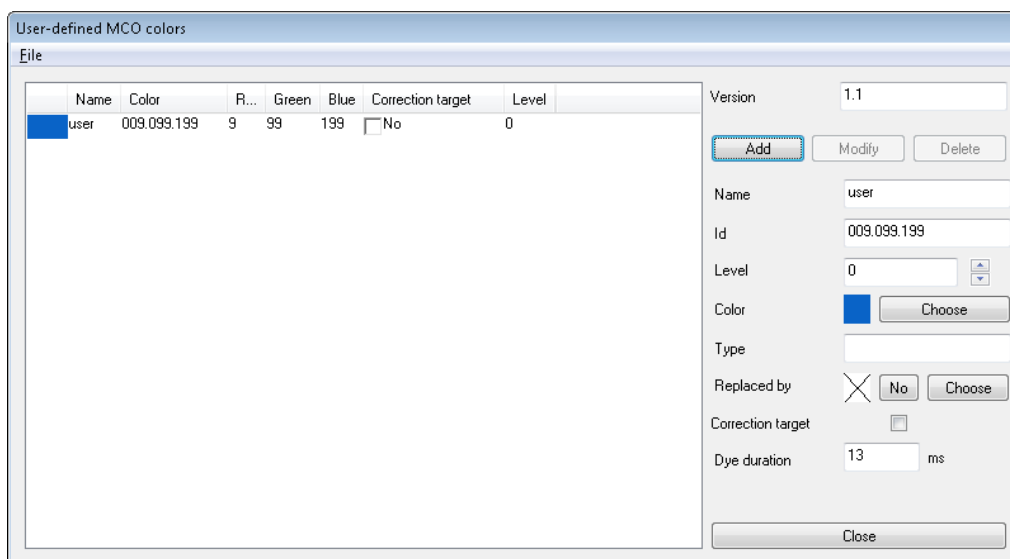 User-defined MCO colors
File
Name Color R... Green Blue Correction target Level
user 009.099.199 9 99 199 No 0
Version 1.1
Add Modify Delete
Name user
Id 009.099.199
Level 0
Color Choose
Type
Replaced by No Choose
Correction target
Dye duration 13 ms
Close